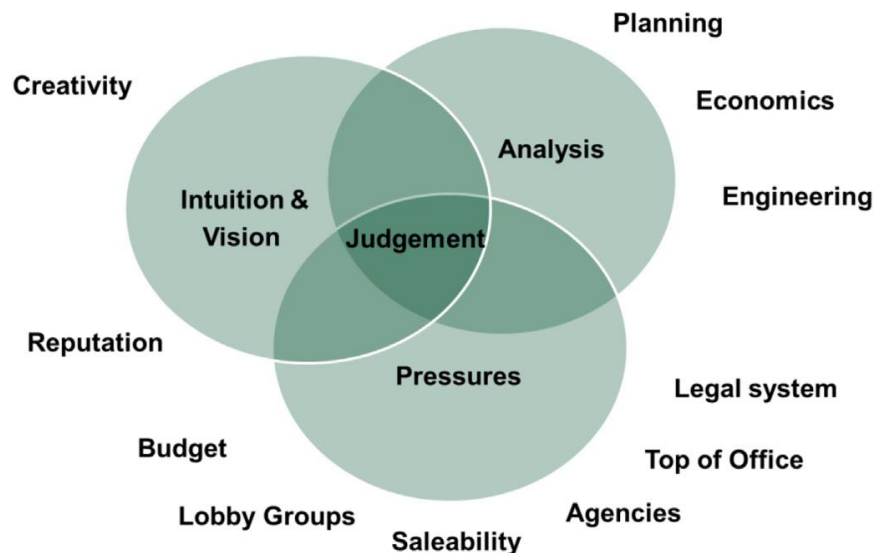 Planning
Creativity
Economics
Analysis
Engineering
Intuition &
Vision
Judgement
Reputation
Pressures
Legal system
Budget
Top of Office
Lobby Groups
Agencies
Saleability